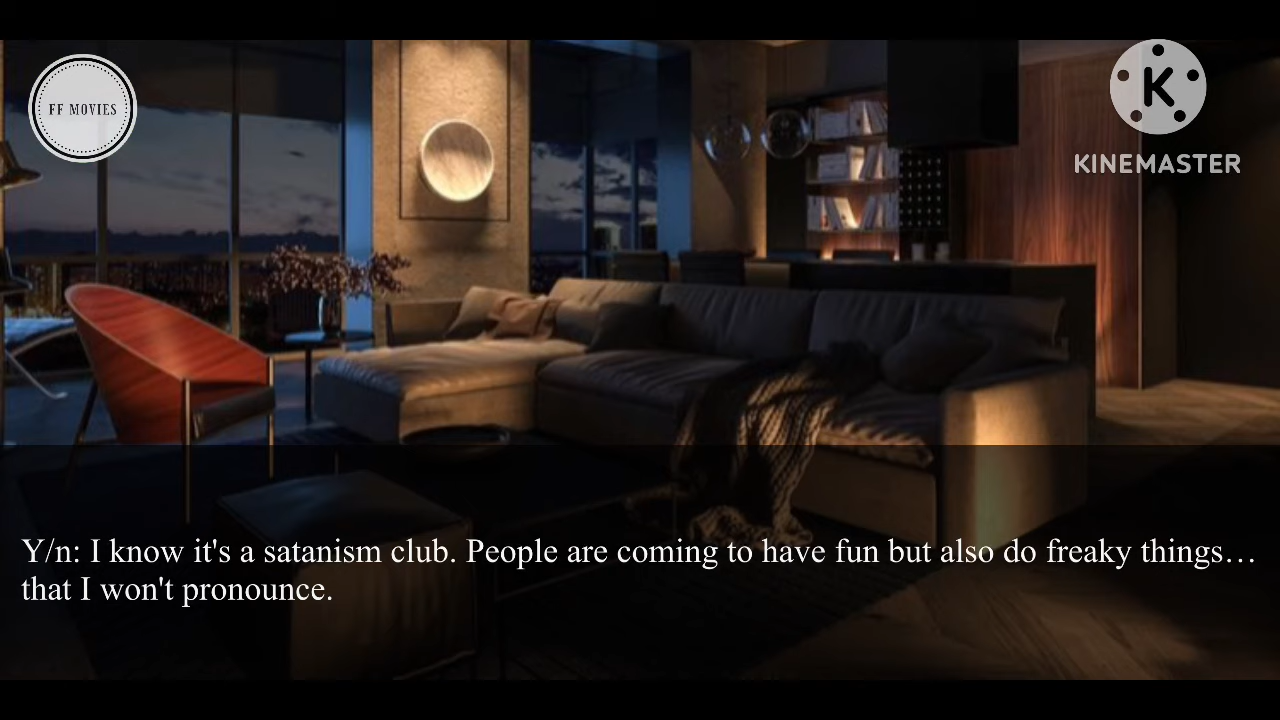 FF MOVIES
KINEMASTER
Y/n: I know it's a satanism club. People are coming to have fun but also do freaky things…
that I won't pronounce.